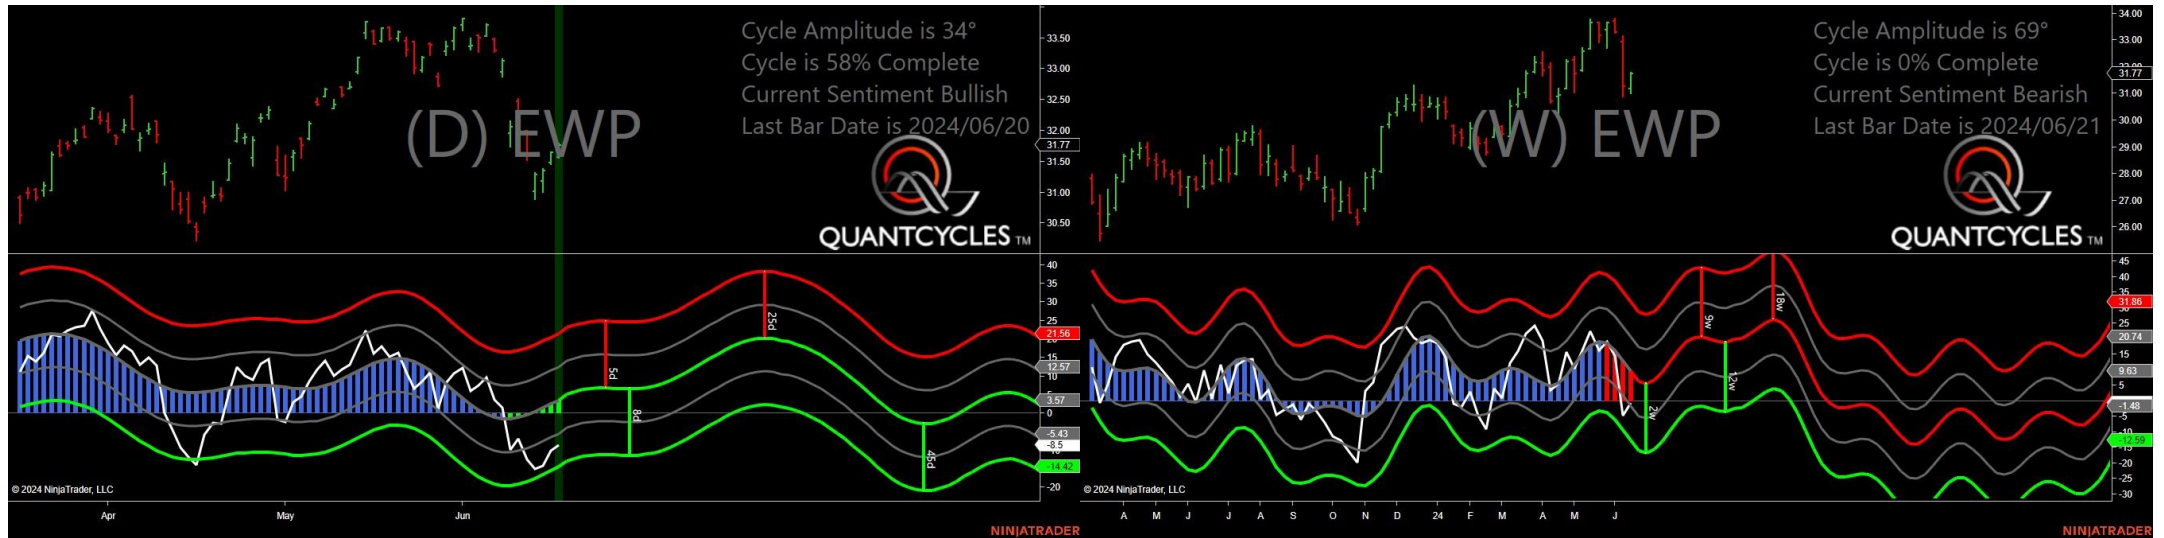 Cycle Amplitude is 34°
Cycle is 58% Complete
Current Sentiment Bullish
Last Bar Date is 2024/06/20
(D) EWP
QUANTCYCLES TM
33.50
33.00
32.50
32.00
31.77
31.50
31.00
30.50
40
35
30
25
21.56
15
12.57
10
3.57
0
-5.43
-8.5
-14.42
-20
5d
8d
25d
45d
© 2024 NinjaTrader, LLC
Apr May Jun
NINJATRADER
Cycle Amplitude is 69°
Cycle is 0% Complete
Current Sentiment Bearish
Last Bar Date is 2024/06/21
(W) EWP
QUANTCYCLES TM
34.00
33.00
32.00
31.77
31.00
30.00
29.00
28.00
27.00
26.00
45
40
35
31.86
25
20.74
15
9.63
5
-1.48
-5
-12.59
-20
-25
-30
2w
9w
12w
18w
© 2024 NinjaTrader, LLC
A M J J A S O N D 24 F M A M J
NINJATRADER